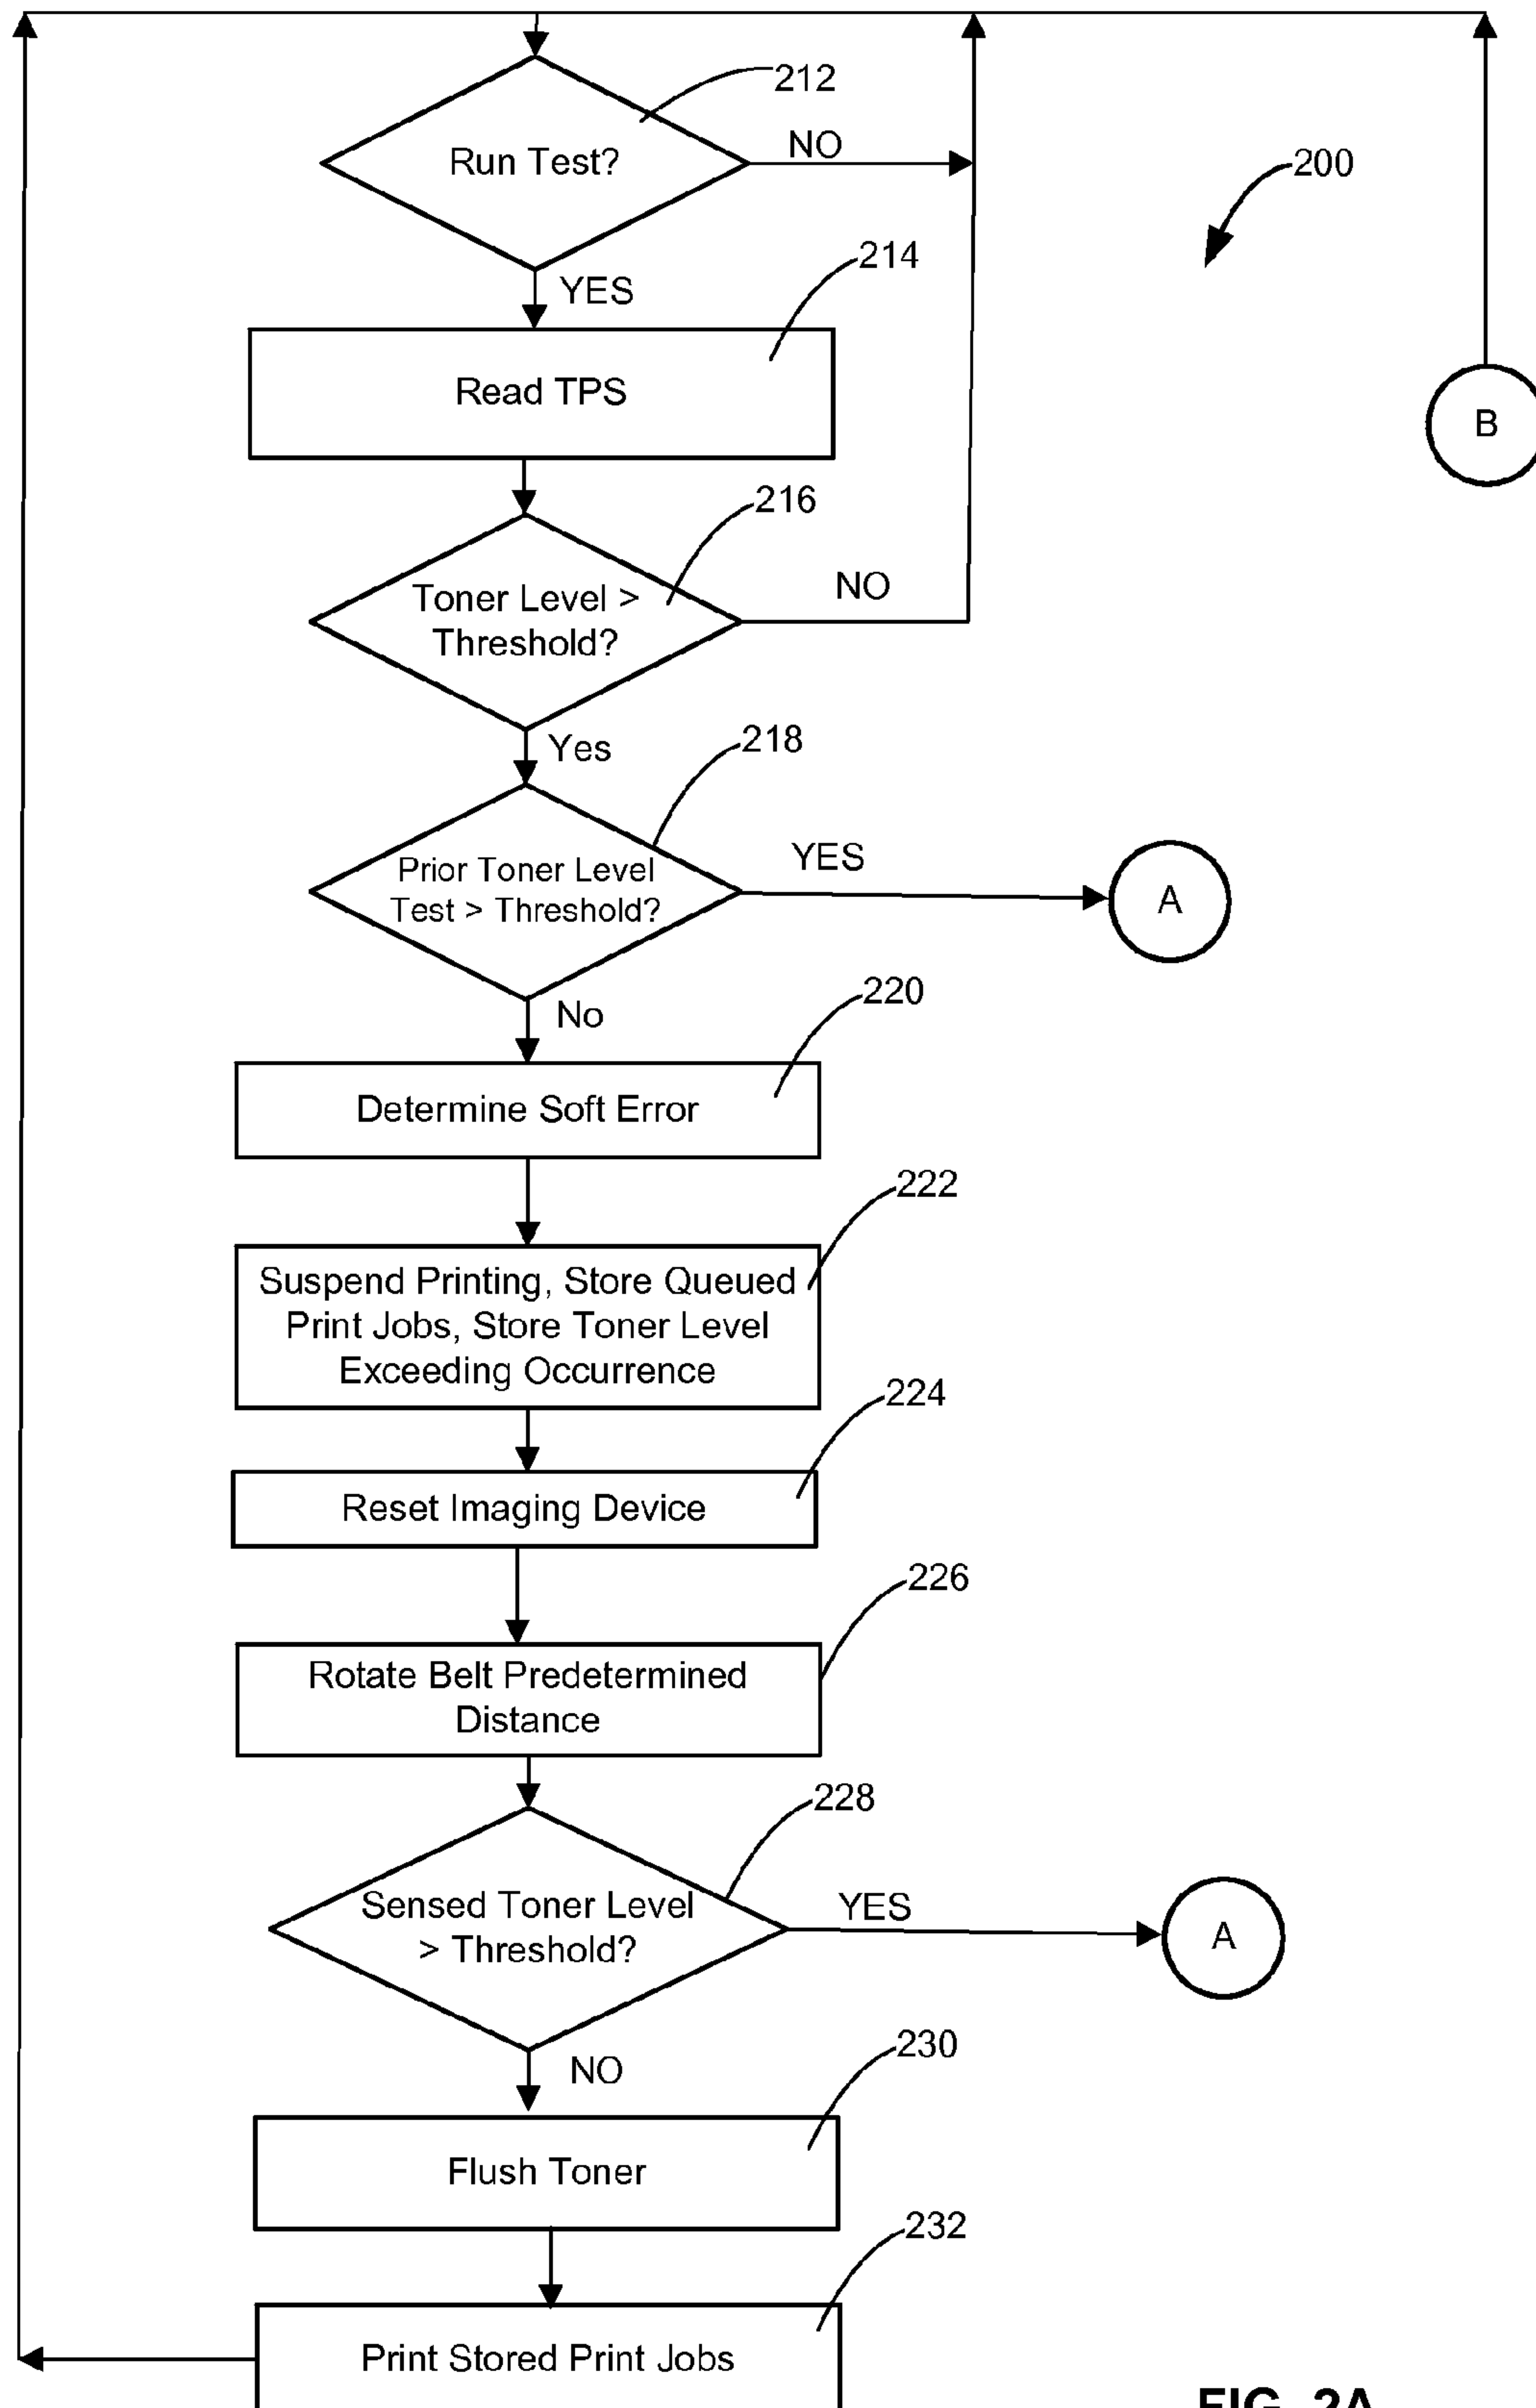 212
Run Test?
NO
200
214
YES
Read TPS
B
216
Toner Level >
Threshold?
NO
Yes
218
Prior Toner Level
Test > Threshold?
YES
A
220
No
Determine Soft Error
222
Suspend Printing, Store Queued
Print Jobs, Store Toner Level
Exceeding Occurrence
224
Reset Imaging Device
226
Rotate Belt Predetermined
Distance
228
Sensed Toner Level
> Threshold?
YES
A
230
NO
Flush Toner
232
Print Stored Print Jobs
FIG. 2A